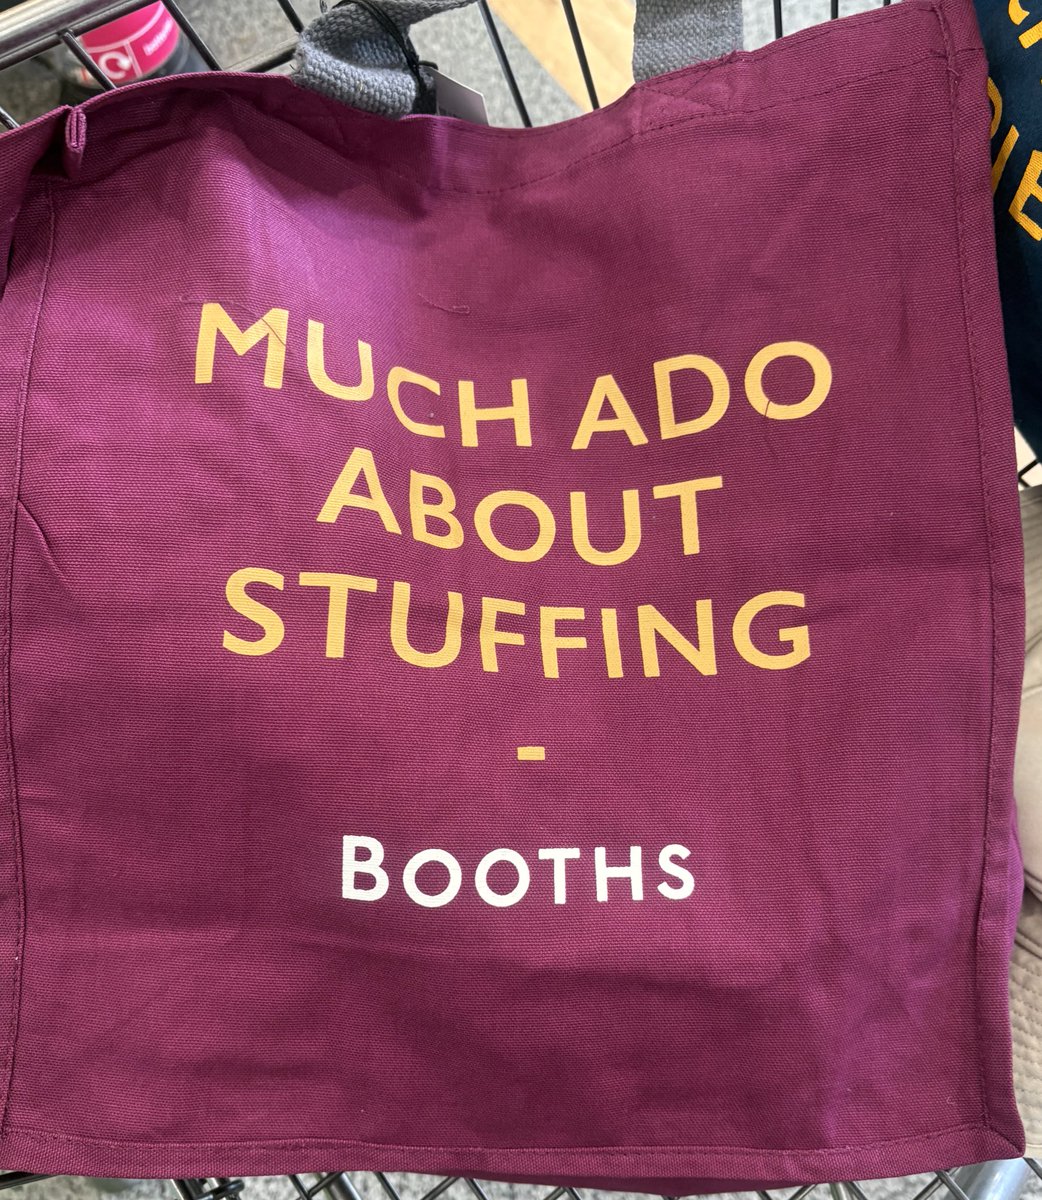 MUCH ADO
ABOUT
STUFFING
-
BOOTHS